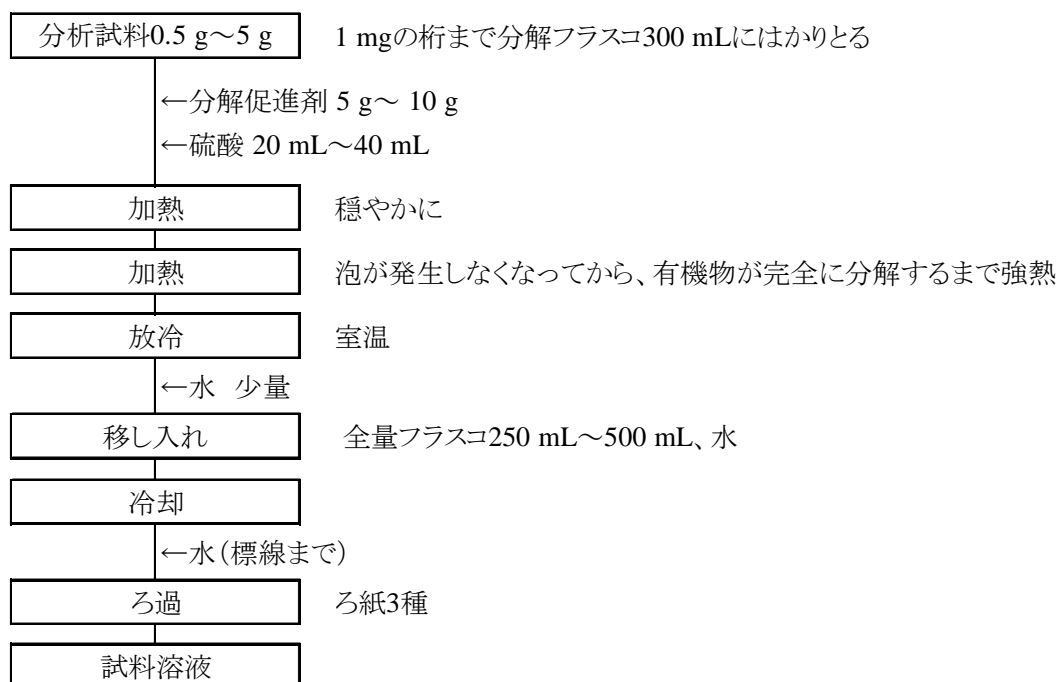 分析試料0.5 g～5 g　1 mgの桁まで分解フラスコ300 mLにはかりとる
←分解促進剤 5 g～ 10 g
←硫酸 20 mL～40 mL
加熱　穏やかに
加熱　泡が発生しなくなってから、有機物が完全に分解するまで強熱
放冷　室温
←水　少量
移し入れ　全量フラスコ250 mL～500 mL、水
冷却
←水（標線まで）
ろ過　ろ紙3種
試料溶液